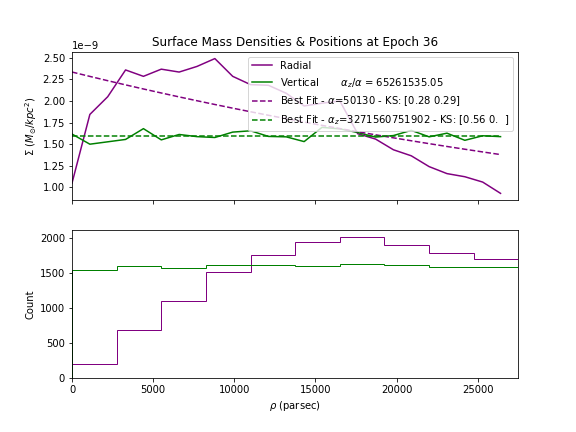 Surface Mass Densities & Positions at Epoch 36
1e−9
2.50
2.25
2.00
1.75
1.50
1.25
1.00
Σ (M⊙/kpc²)
Radial
Vertical αz/α = 65261535.05
Best Fit - α=50130 - KS: [0.28 0.29]
Best Fit - αz=3271560751902 - KS: [0.56 0. ]
2000
1500
1000
500
0
Count
0 5000 10000 15000 20000 25000
ρ (parsec)